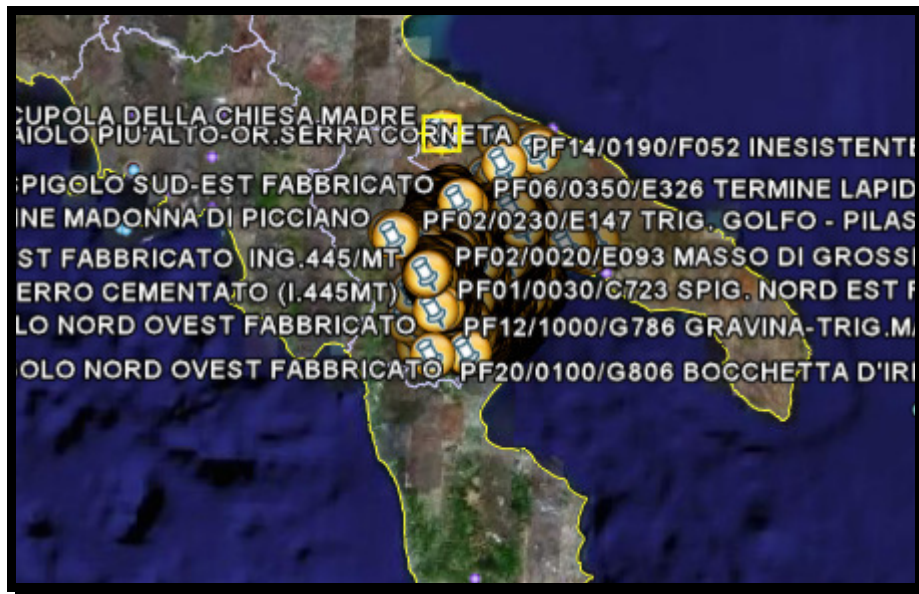 CUPOLA DELLA CHIESA MADRE
AIOLO PIU'ALTO-OR.SERRA CORNETA
PF14/0190/F052 INESISTENTE
SPIGOLO SUD-EST FABBRICATO
PF06/0350/E326 TERMINE LAPID
NE MADONNA DI PICCIANO
PF02/0230/E147 TRIG. GOLFO - PILAS
ST FABBRICATO ING.445/MT
PF02/0020/E093 MASSO DI GROSSI
ERRO CEMENTATO (I.445MT)
PF01/0030/C723 SPIG. NORD EST F
LO NORD OVEST FABBRICATO
PF12/1000/G786 GRAVINA-TRIG.M
OLO NORD OVEST FABBRICATO
PF20/0100/G806 BOCCHETTA D'IRI